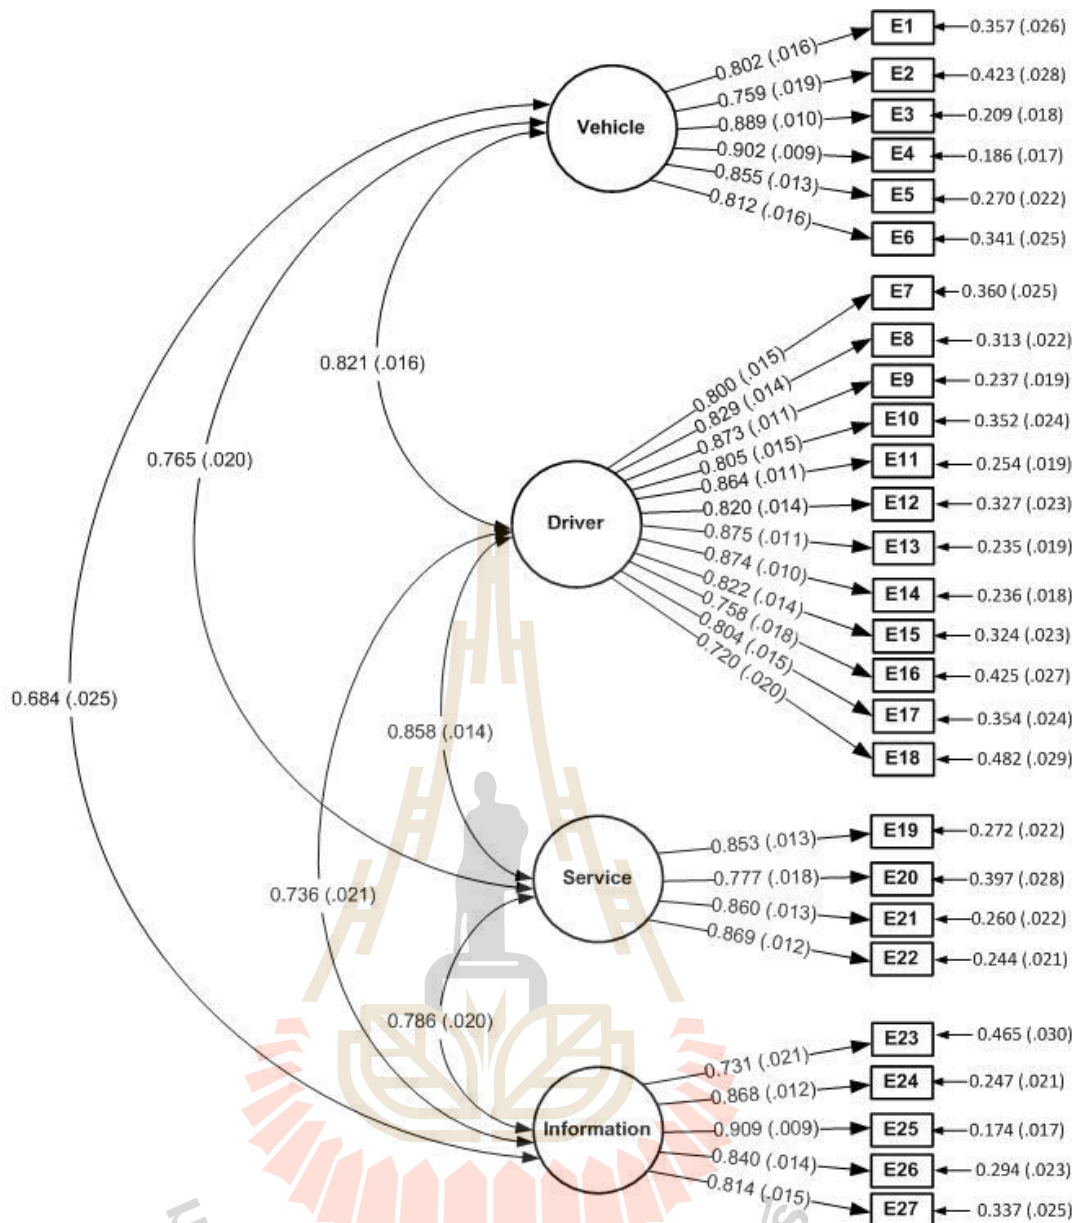 E1
0.357 (.026)
0.802 (.016)
E2
0.423 (.028)
0.759 (.019)
Vehicle
E3
0.209 (.018)
0.889 (.010)
E4
0.186 (.017)
0.902 (.009)
E5
0.270 (.022)
0.855 (.013)
E6
0.341 (.025)
0.812 (.016)
E7
0.360 (.025)
0.800 (.015)
E8
0.313 (.022)
0.829 (.014)
0.821 (.016)
E9
0.237 (.019)
0.873 (.011)
E10
0.352 (.024)
0.805 (.015)
0.765 (.020)
E11
0.254 (.019)
0.864 (.011)
E12
0.327 (.023)
0.820 (.014)
Driver
E13
0.235 (.019)
0.875 (.011)
E14
0.236 (.018)
0.874 (.010)
E15
0.324 (.023)
0.822 (.014)
E16
0.425 (.027)
0.758 (.018)
E17
0.354 (.024)
0.804 (.015)
E18
0.482 (.029)
0.720 (.020)
0.684 (.025)
0.858 (.014)
E19
0.272 (.022)
0.853 (.013)
Service
E20
0.397 (.028)
0.777 (.018)
0.736 (.021)
E21
0.260 (.022)
0.860 (.013)
E22
0.244 (.021)
0.869 (.012)
0.786 (.020)
E23
0.465 (.030)
0.731 (.021)
E24
0.247 (.021)
0.868 (.012)
Information
E25
0.174 (.017)
0.909 (.009)
E26
0.294 (.023)
0.840 (.014)
E27
0.337 (.025)
0.814 (.015)